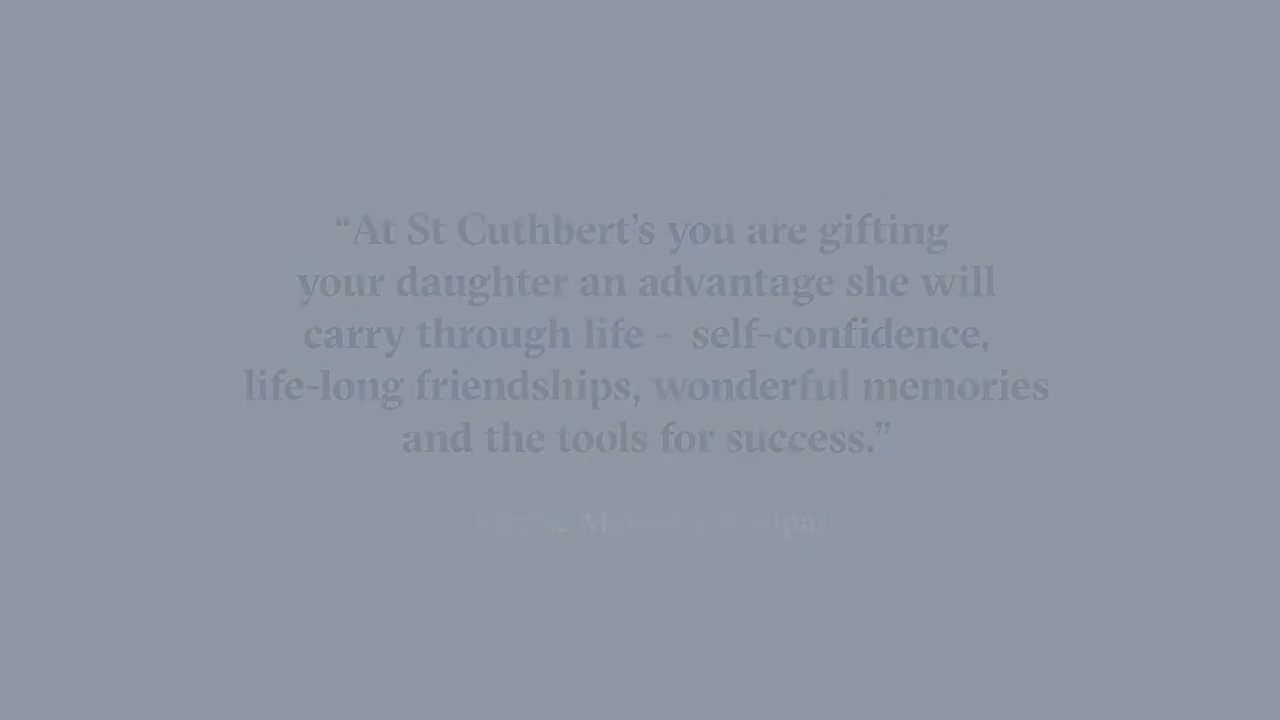 “At St Cuthbert’s you are gifting
your daughter an advantage she will
carry through life - self-confidence,
life-long friendships, wonderful memories
and the tools for success.”